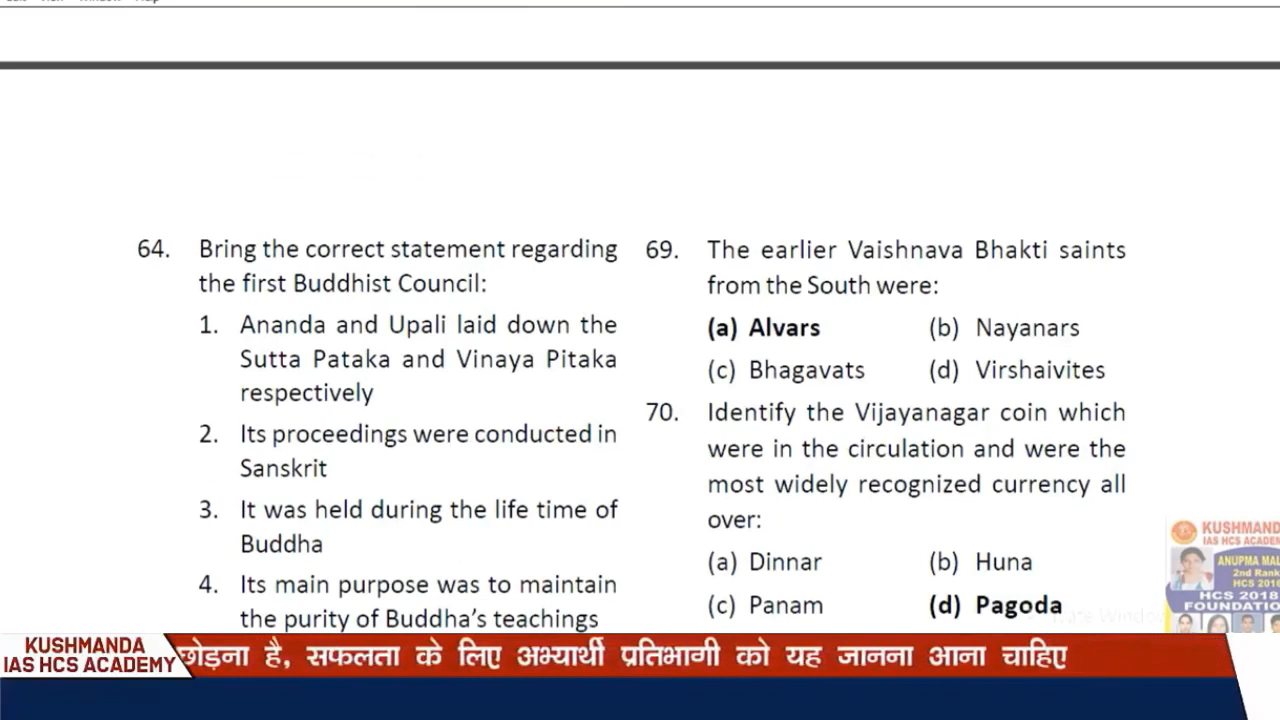 64. Bring the correct statement regarding
the first Buddhist Council:
1. Ananda and Upali laid down the
Sutta Pataka and Vinaya Pitaka
respectively
2. Its proceedings were conducted in
Sanskrit
3. It was held during the life time of
Buddha
4. Its main purpose was to maintain
the purity of Buddha's teachings
69. The earlier Vaishnava Bhakti saints
from the South were:
(a) Alvars (b) Nayanars
(c) Bhagavats (d) Virshaivites
70. Identify the Vijayanagar coin which
were in the circulation and were the
most widely recognized currency all
over:
(a) Dinnar (b) Huna
(c) Panam (d) Pagoda
KUSHMANDA
IAS HCS ACADEMY
ANUPMA
2nd Rank
HCS 2018
FOUNDATIO
KUSHMANDA
IAS HCS ACADEMY
छोड़ना है, सफलता के लिए अभ्यार्थी प्रतिभागी को यह जानना आना चाहिए